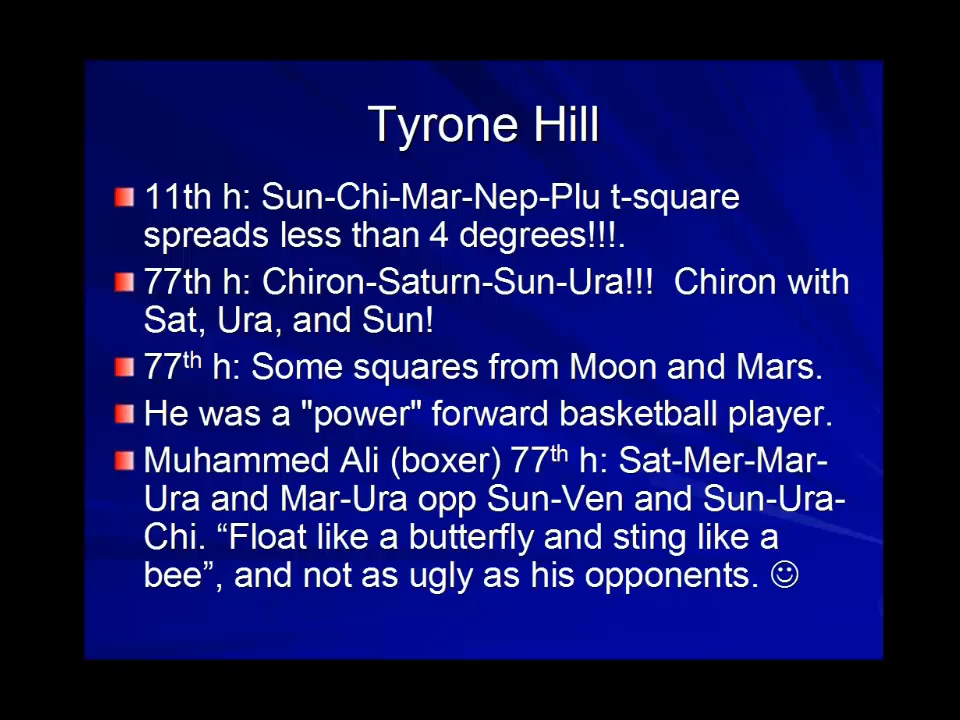 Tyrone Hill
11th h: Sun-Chi-Mar-Nep-Plu t-square
spreads less than 4 degrees!!!.
77th h: Chiron-Saturn-Sun-Ura!!!  Chiron with
Sat, Ura, and Sun!
77th h: Some squares from Moon and Mars.
He was a "power" forward basketball player.
Muhammed Ali (boxer) 77th h: Sat-Mer-Mar-
Ura and Mar-Ura opp Sun-Ven and Sun-Ura-
Chi. “Float like a butterfly and sting like a
bee”, and not as ugly as his opponents. ☺